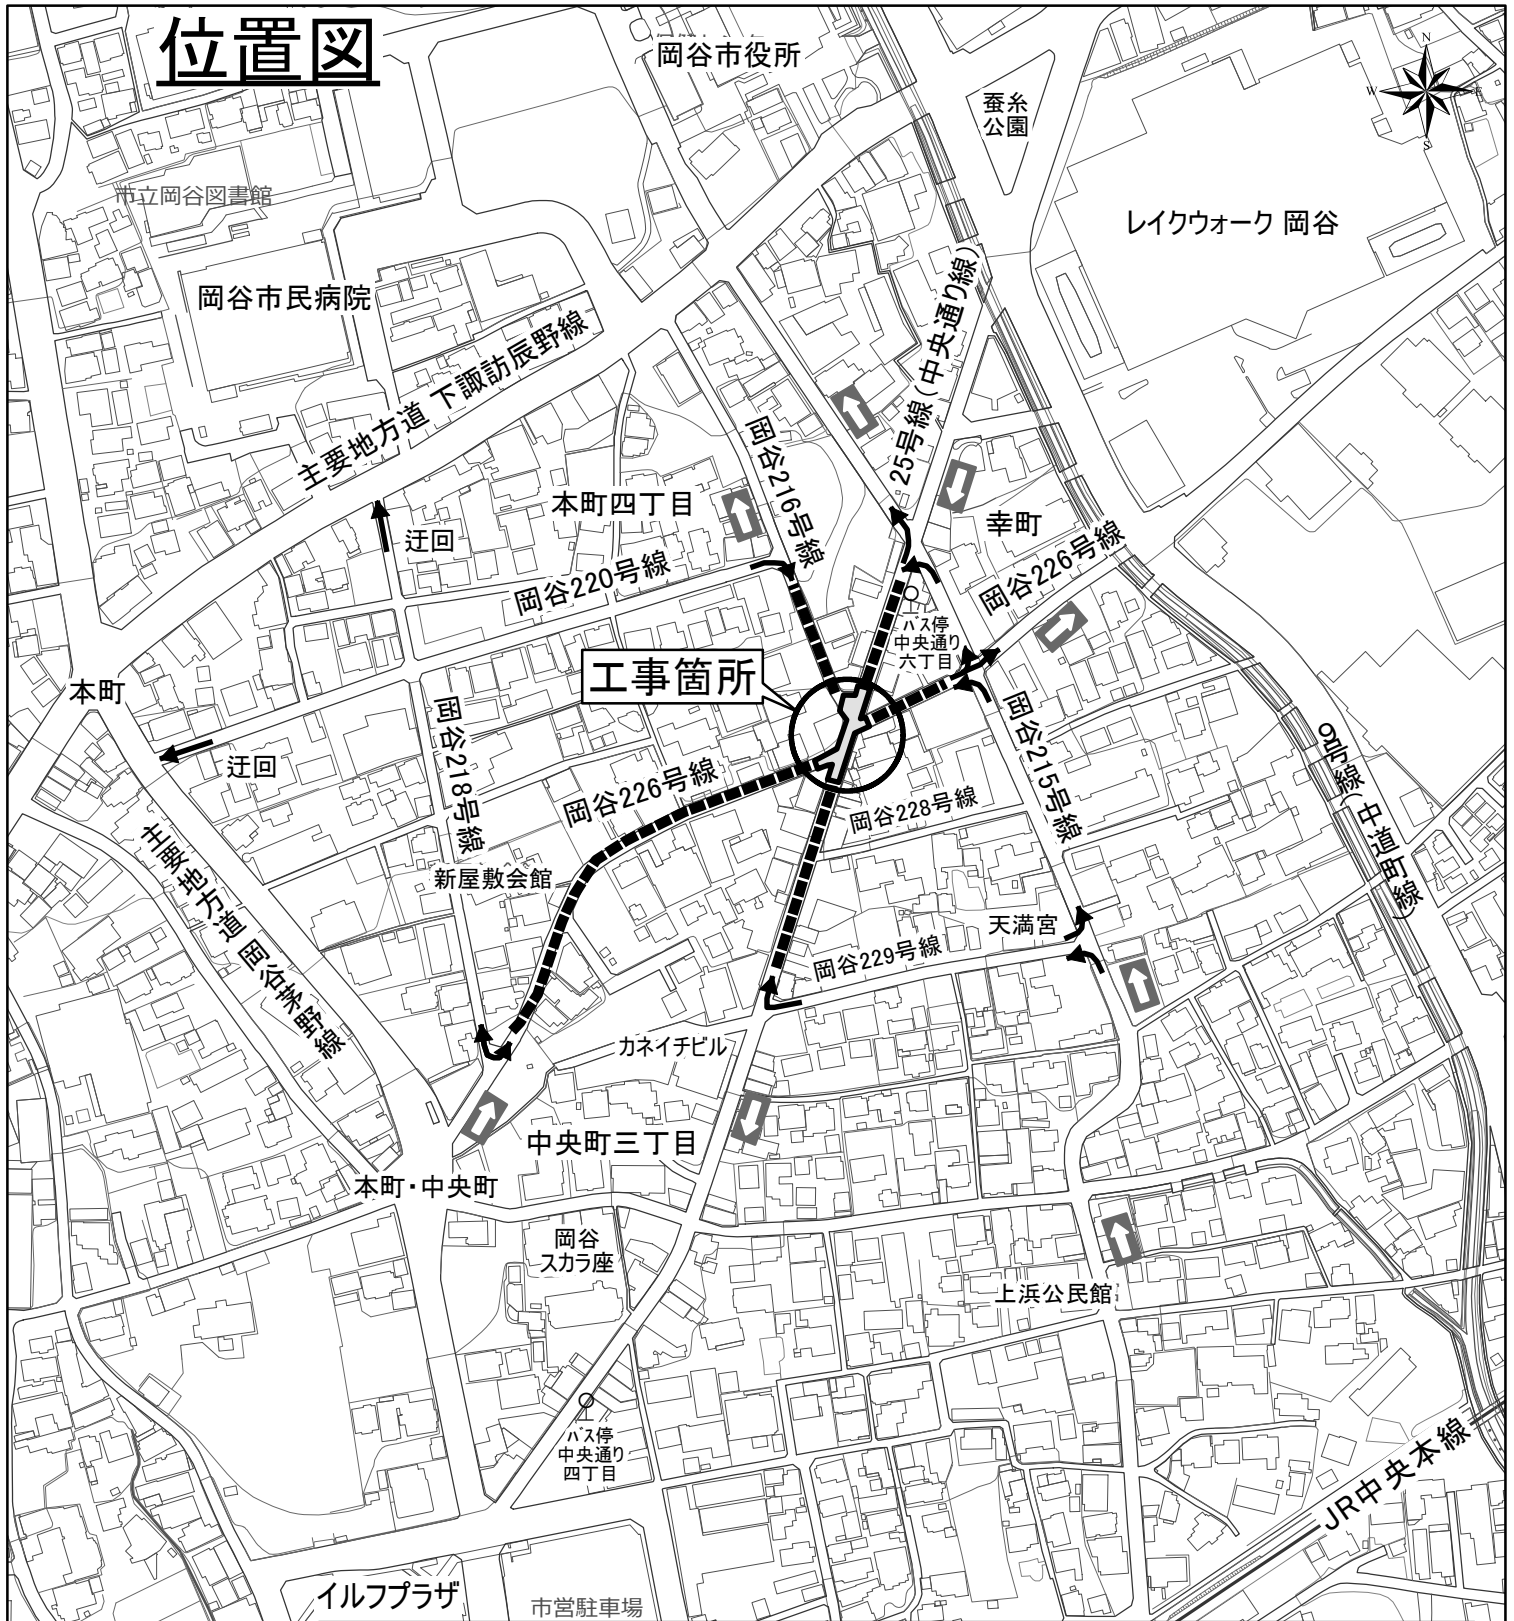 位置図
岡谷市役所
蚕糸
公園
N
W
E
S
市立岡谷図書館
レイクウォーク 岡谷
岡谷市民病院
主要地方道 下諏訪辰野線
25号線(中央通り線)
岡谷216号線
本町四丁目
幸町
迂回
岡谷220号線
岡谷226号線
バス停
中央通り
六丁目
工事箇所
本町
岡谷218号線
岡谷215号線
迂回
9号線(中道町線)
岡谷226号線
岡谷228号線
主要地方道 岡谷茅野線
新屋敷会館
天満宮
岡谷229号線
カネイチビル
中央町三丁目
本町・中央町
岡谷
スカラ座
上浜公民館
バス停
中央通り
四丁目
JR中央本線
イルフプラザ
市営駐車場